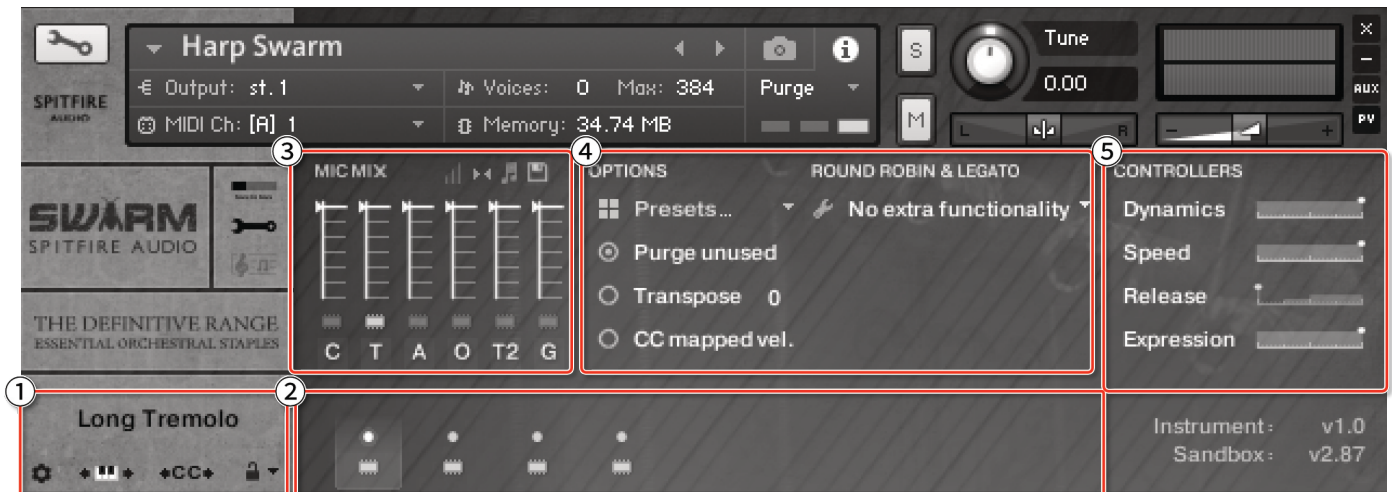 Harp Swarm
S
Tune
X
SPITFIRE AUDIO
Output: st.1
Voices: 0 Max: 384
Purge
0.00
AUX
MIDI Ch: [A] 1
Memory: 34.74 MB
M
L R
- +
PV
3
4
5
SWARM
SPITFIRE AUDIO
THE DEFINITIVE RANGE
ESSENTIAL ORCHESTRAL STAPLES
MIC MIX
C T A O T2 G
OPTIONS
ROUND ROBIN & LEGATO
Presets...
No extra functionality
Purge unused
Transpose 0
CC mapped vel.
CONTROLLERS
Dynamics
Speed
Release
Expression
1
2
Long Tremolo
CC
Instrument: v1.0
Sandbox: v2.87